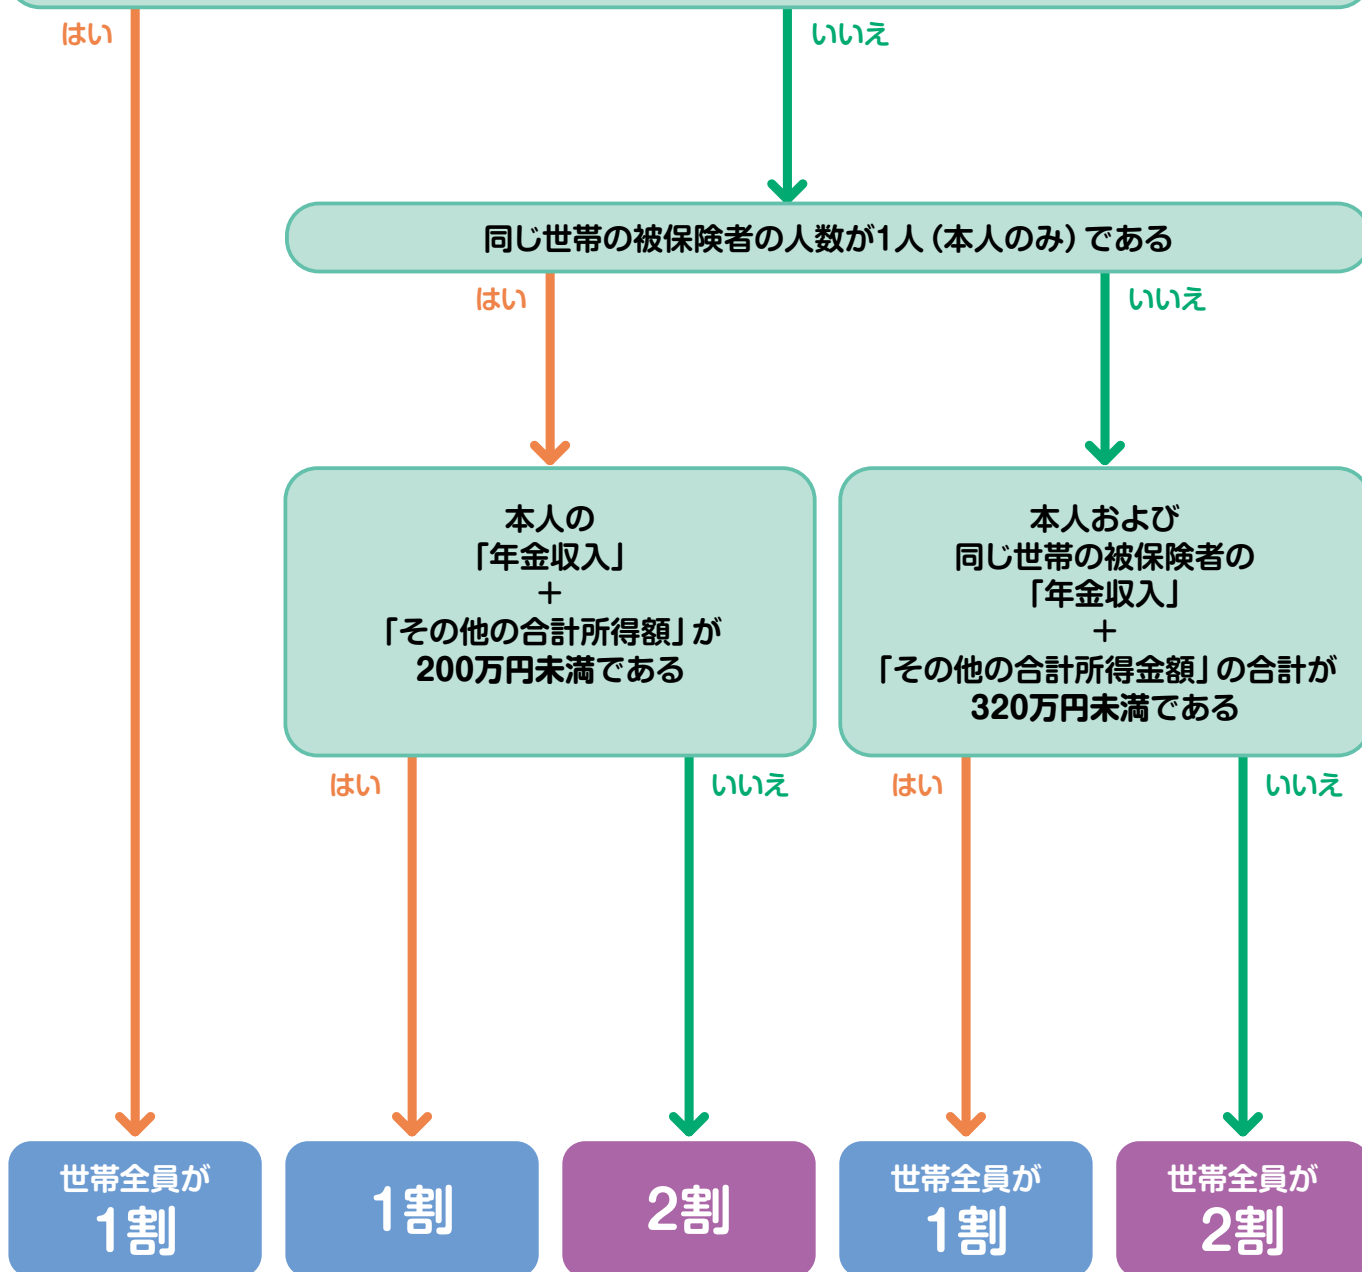 はい
いいえ
同じ世帯の被保険者の人数が1人（本人のみ）である
はい
いいえ
本人の
「年金収入」
＋
「その他の合計所得額」が
200万円未満である
本人および
同じ世帯の被保険者の
「年金収入」
＋
「その他の合計所得金額」の合計が
320万円未満である
はい
いいえ
はい
いいえ
世帯全員が
1割
1割
2割
世帯全員が
1割
世帯全員が
2割